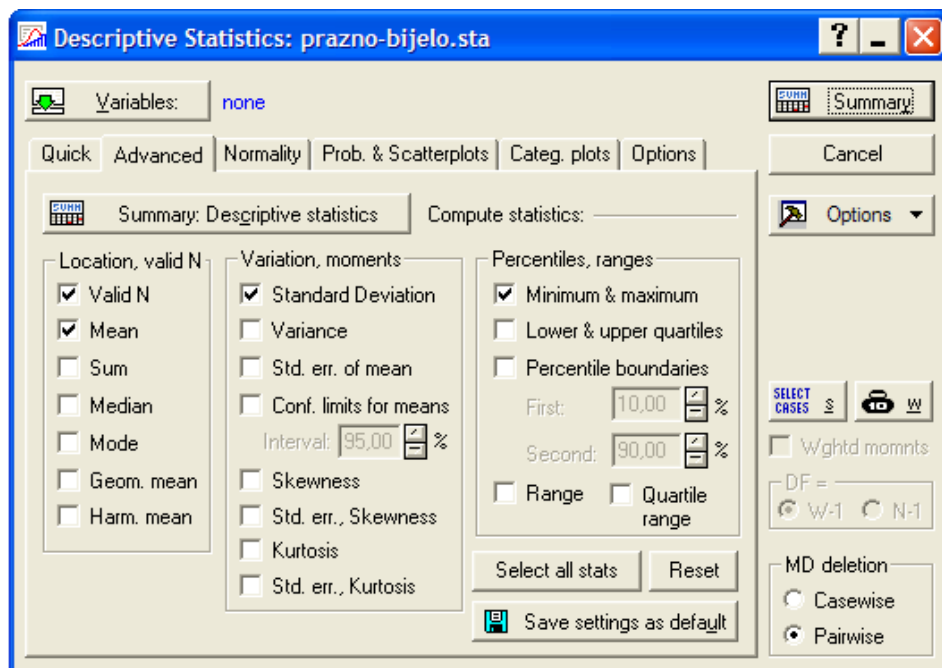 Descriptive Statistics: prazno-bijelo.sta
Variables: none
Summary
Quick Advanced Normality Prob. & Scatterplots Categ. plots Options
Cancel
Summary: Descriptive statistics Compute statistics:
Options
Location, valid N
Valid N
Mean
Sum
Median
Mode
Geom. mean
Harm. mean
Variation, moments
Standard Deviation
Variance
Std. err. of mean
Conf. limits for means
Interval: 95,00 %
Skewness
Std. err., Skewness
Kurtosis
Std. err., Kurtosis
Percentiles, ranges
Minimum & maximum
Lower & upper quartiles
Percentile boundaries
First: 10,00 %
Second: 90,00 %
Range Quartile
range
Select all stats Reset
Save settings as default
SELECT
CASES S W
Wghtd momnts
DF =
W-1 N-1
MD deletion
Casewise
Pairwise